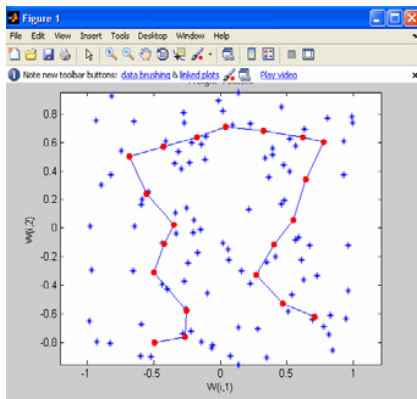 Figure 1
File Edit View Insert Tools Desktop Window Help
Note new toolbar buttons: data brushing & linked plots Play video
Weight Vectors
0.8
0.6
0.4
0.2
0
-0.2
-0.4
-0.6
-0.8
W(i,2)
-1 -0.5 0 0.5 1
W(i,1)